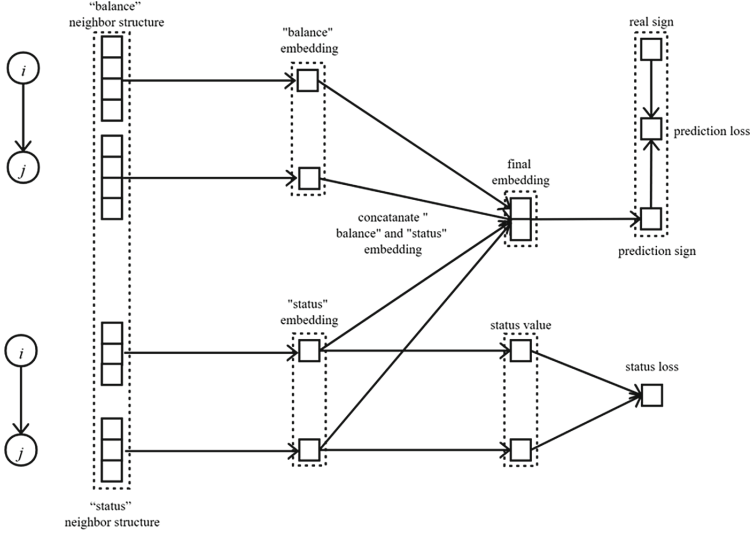 “balance”
neighbor structure
"balance"
embedding
real sign
i
j
prediction loss
final
embedding
concatanate "
balance" and "status"
embedding
prediction sign
"status"
embedding
status value
i
j
status loss
“status”
neighbor structure